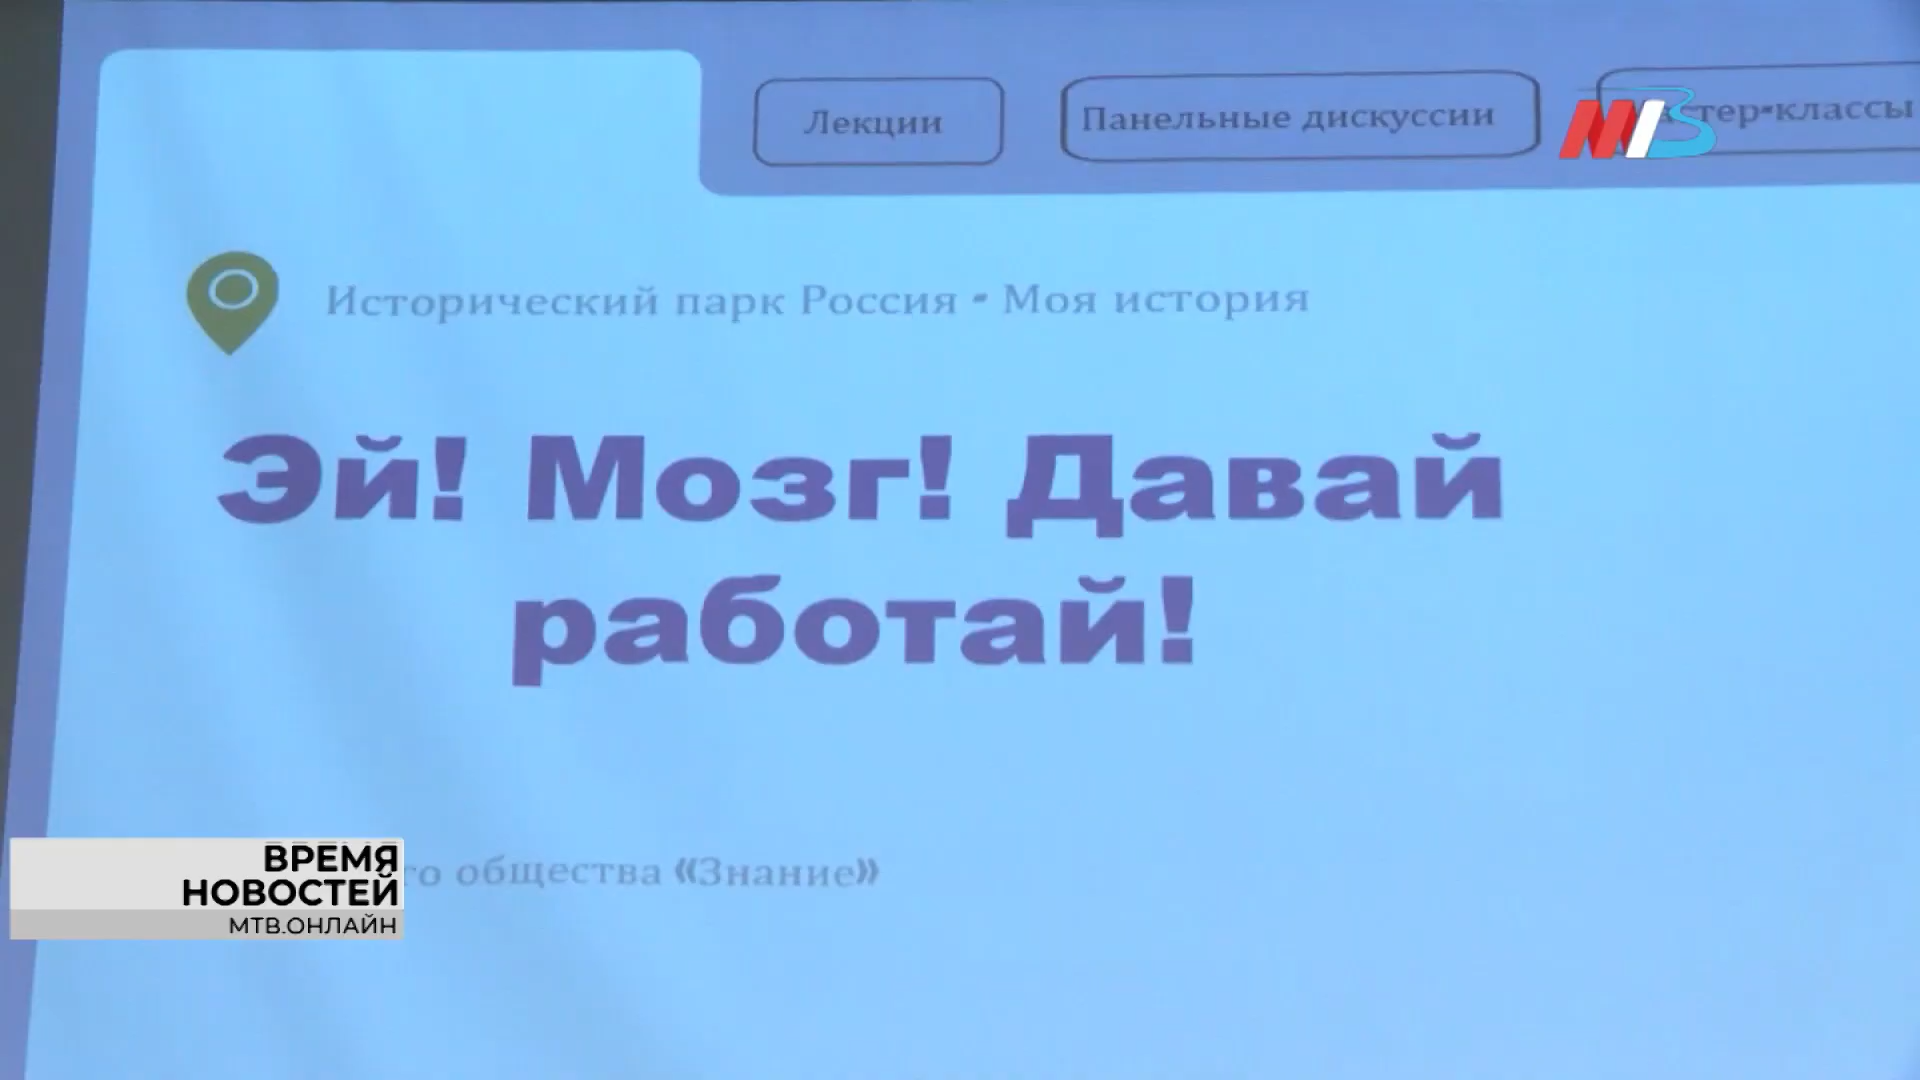 Лекции
Панельные дискуссии
стер-классы
МТВ
Исторический парк Россия - Моя история
Эй! Мозг! Давай
работай!
общества «Знание»
ВРЕМЯ
НОВОСТЕЙ
МТВ.ОНЛАЙН